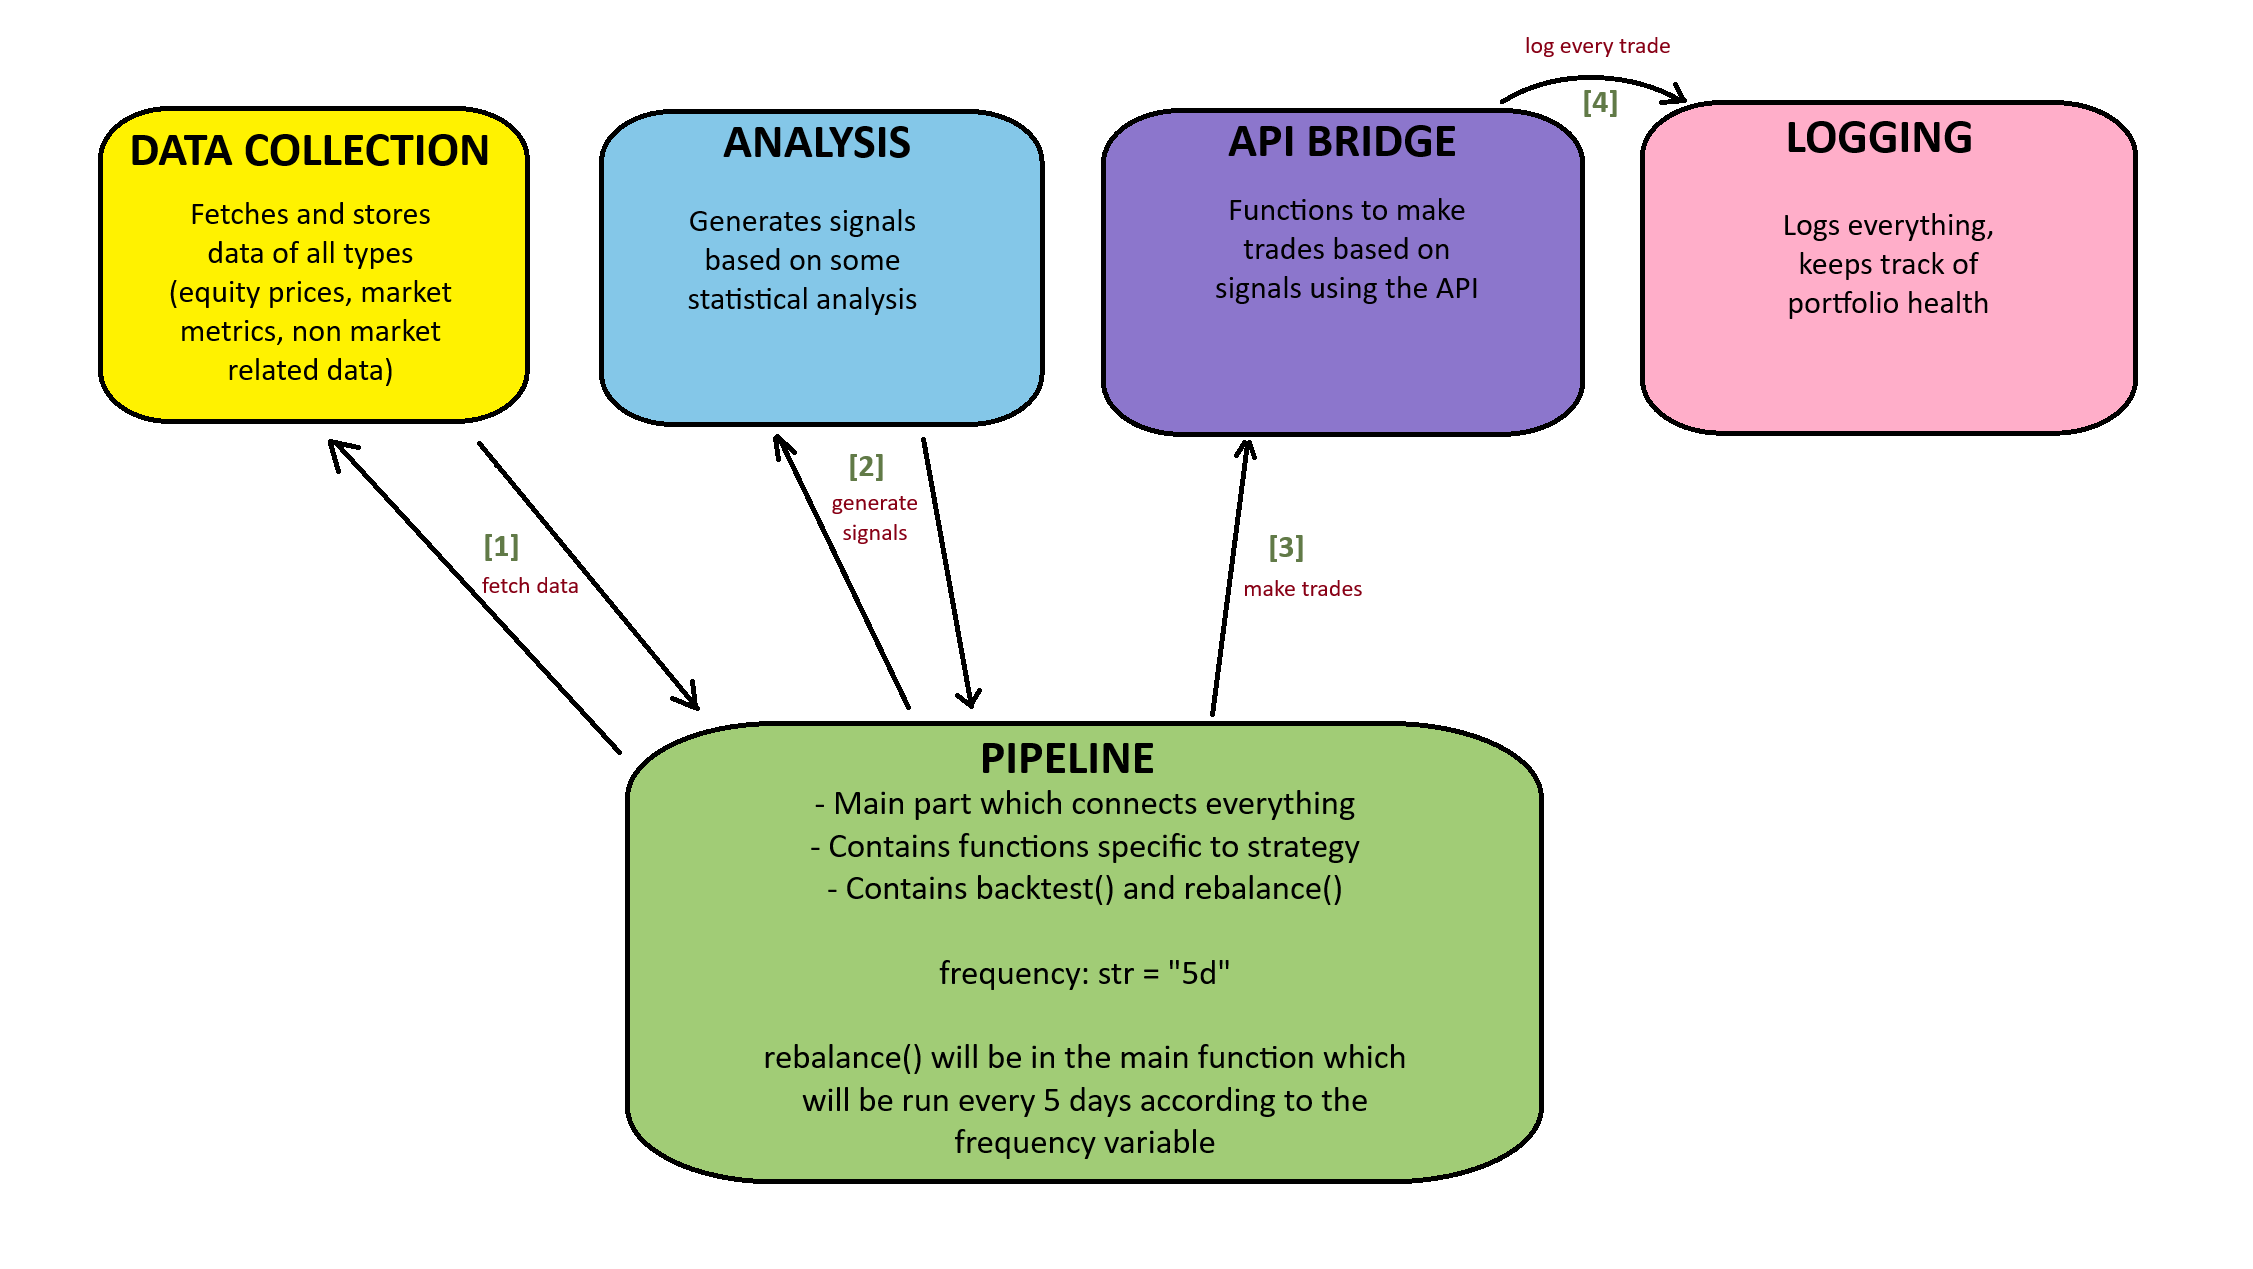 log every trade
[4]
DATA COLLECTION
Fetches and stores
data of all types
(equity prices, market
metrics, non market
related data)
ANALYSIS
Generates signals
based on some
statistical analysis
API BRIDGE
Functions to make
trades based on
signals using the API
LOGGING
Logs everything,
keeps track of
portfolio health
[1]
fetch data
[2]
generate
signals
[3]
make trades
PIPELINE
- Main part which connects everything
- Contains functions specific to strategy
- Contains backtest() and rebalance()
frequency: str = "5d"
rebalance() will be in the main function which
will be run every 5 days according to the
frequency variable